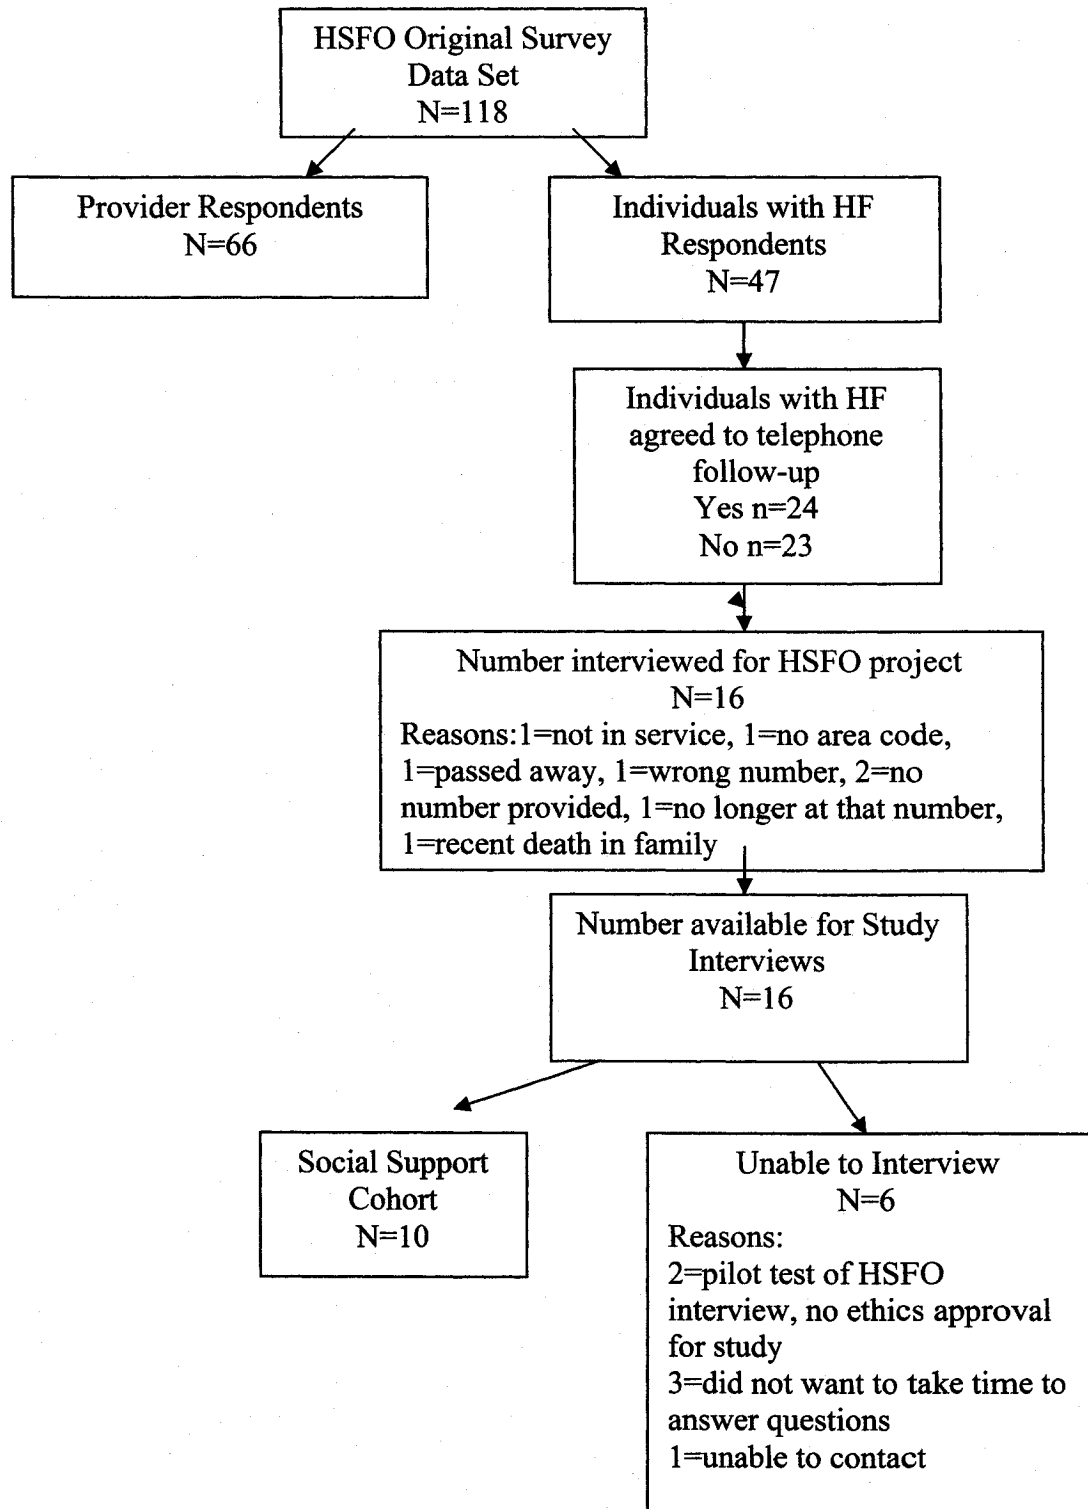 HSFO Original Survey
Data Set
N=118
Provider Respondents
N=66
Individuals with HF
Respondents
N=47
Individuals with HF
agreed to telephone
follow-up
Yes n=24
No n=23
Number interviewed for HSFO project
N=16
Reasons:1=not in service, 1=no area code,
1=passed away, 1=wrong number, 2=no
number provided, 1=no longer at that number,
1=recent death in family
Number available for Study
Interviews
N=16
Social Support
Cohort
N=10
Unable to Interview
N=6
Reasons:
2=pilot test of HSFO
interview, no ethics approval
for study
3=did not want to take time to
answer questions
1=unable to contact